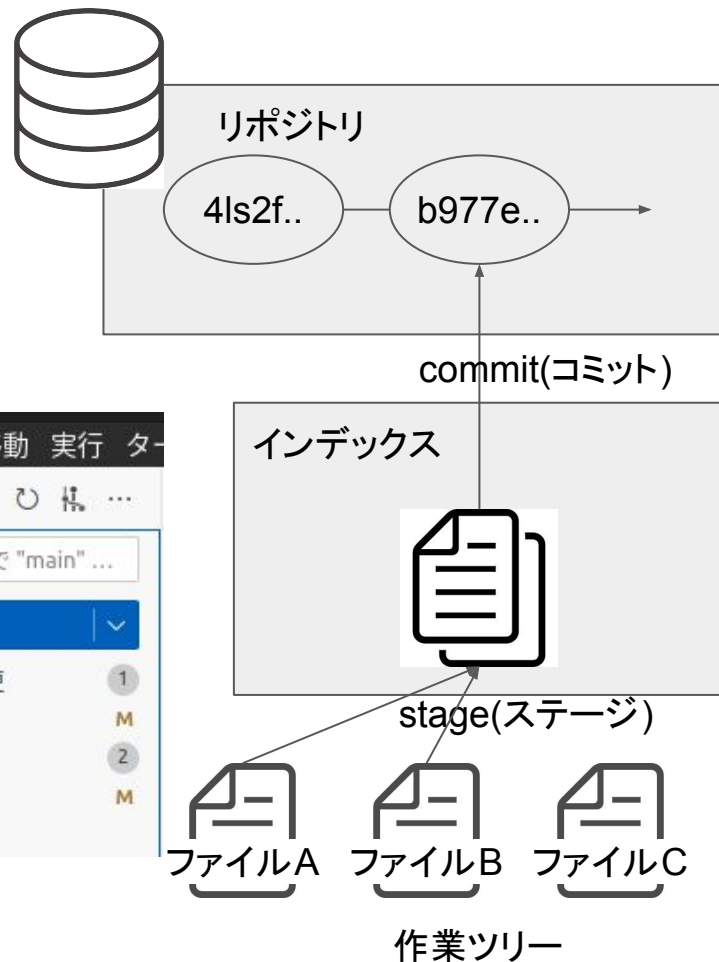 リポジトリ
4ls2f..
b977e..
commit(コミット)
動 実行 ター
で "main" ...
1
M
2
M
インデックス
stage(ステージ)
ファイルA
ファイルB
ファイルC
作業ツリー